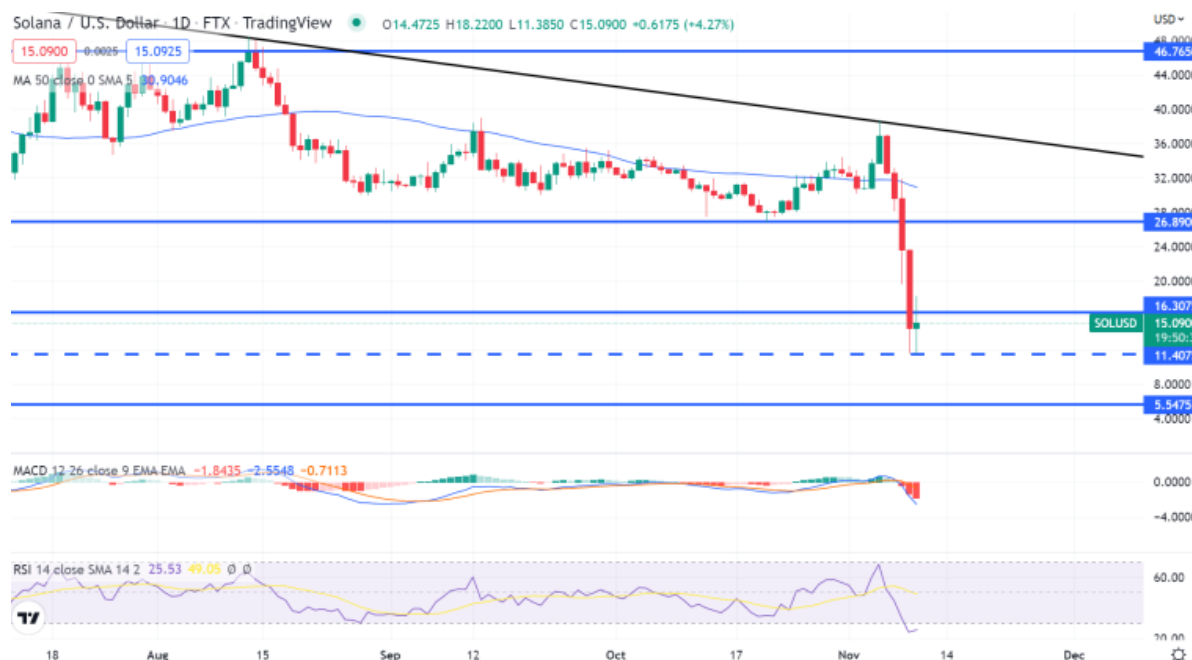 Solana / U.S. Dollar · 1D · FTX · TradingView O14.4725 H18.2200 L11.3850 C15.0900 +0.6175 (+4.27%)
USD
15.0900 0.0025 15.0925
48.0000
46.765
MA 50 close 0 SMA 5 30.9046
44.0000
40.0000
36.0000
32.0000
28.0000
26.890
24.0000
20.0000
16.307
SOLUSD 15.090
19:50:
11.407
8.0000
5.5475
4.0000
MACD 12 26 close 9 EMA EMA −1.8435 −2.5548 −0.7113
0.0000
−4.0000
RSI 14 close SMA 14 2 25.53 49.05 Ø Ø
60.00
20.00
18 Aug 15 Sep 12 Oct 17 Nov 14 Dec